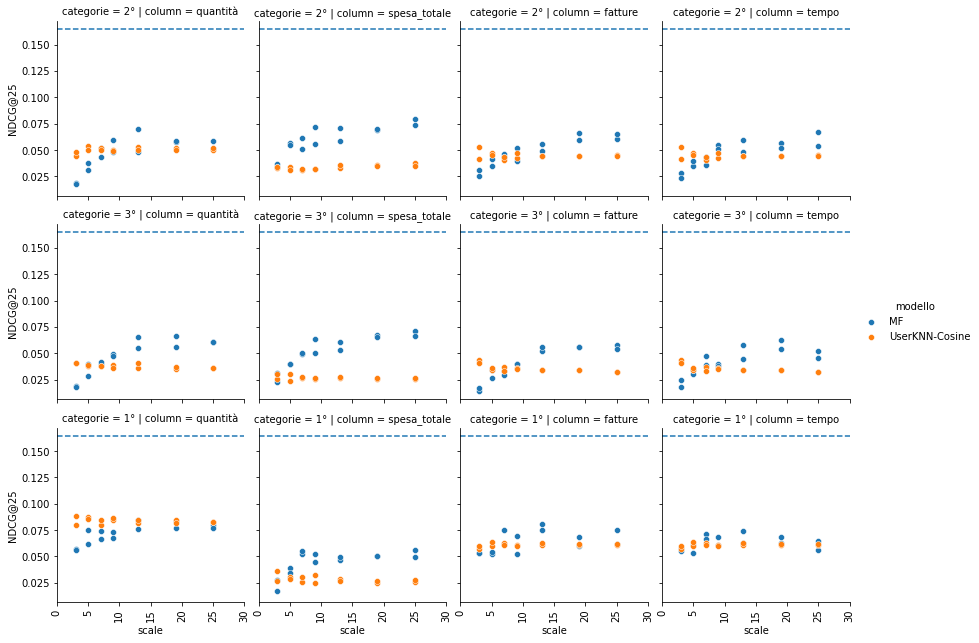 categorie = 2° | column = quantità
categorie = 2° | column = spesa_totale
categorie = 2° | column = fatture
categorie = 2° | column = tempo
0.150
0.125
0.100
0.075
0.050
0.025
NDCG@25
categorie = 3° | column = quantità
categorie = 3° | column = spesa_totale
categorie = 3° | column = fatture
categorie = 3° | column = tempo
0.150
0.125
0.100
0.075
0.050
0.025
NDCG@25
modello
MF
UserKNN-Cosine
categorie = 1° | column = quantità
categorie = 1° | column = spesa_totale
categorie = 1° | column = fatture
categorie = 1° | column = tempo
0.150
0.125
0.100
0.075
0.050
0.025
NDCG@25
0 5 10 15 20 25 30
0 5 10 15 20 25 30
0 5 10 15 20 25 30
0 5 10 15 20 25 30
scale
scale
scale
scale